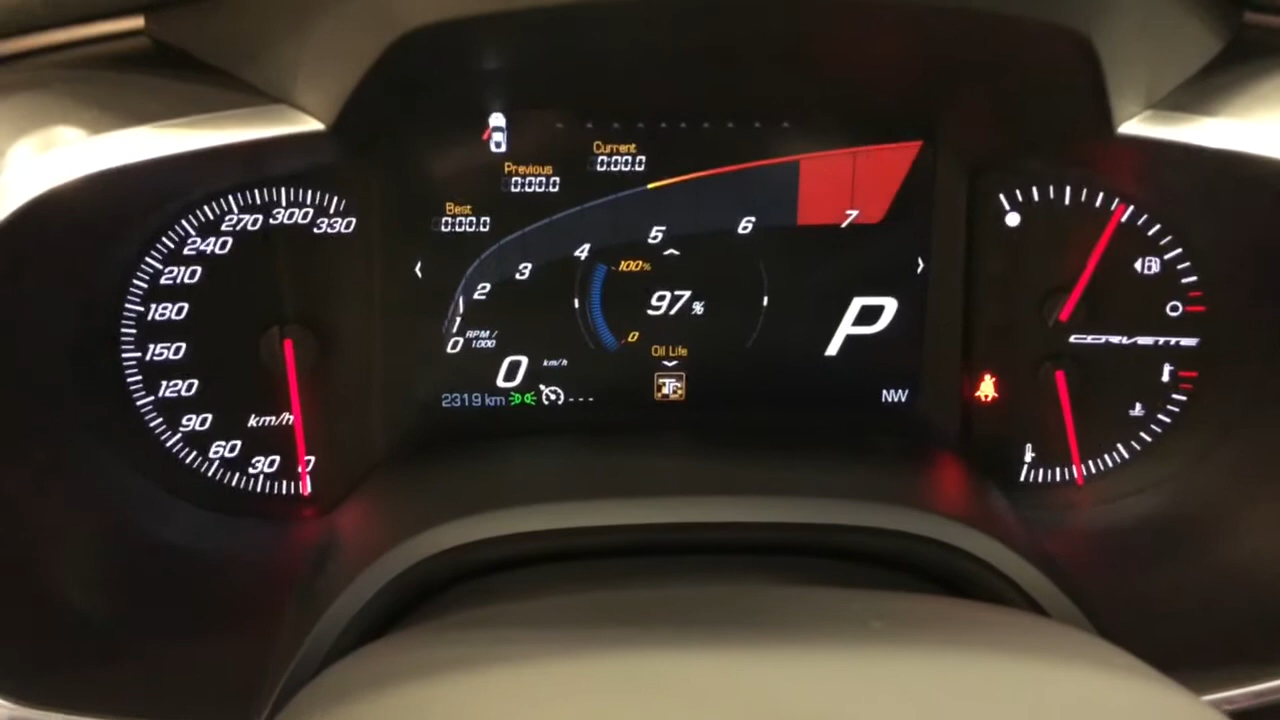 Current
0:00.0
Previous
0:00.0
Best
0:00.0
330
300
270
240
210
180
150
120
90
60
30
0
km/h
0
1
2
3
4
5
6
7
RPM /
1000
100%
97%
0
Oil Life
0 km/h
2319 km
---
P
NW
CORVETTE